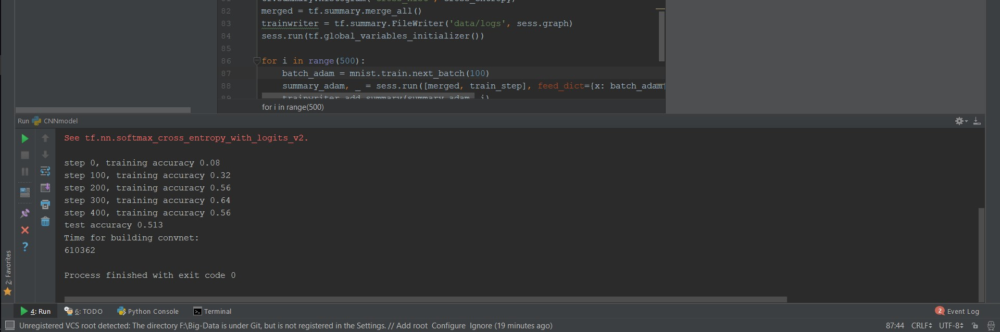 82 merged = tf.summary.merge_all()
83 trainwriter = tf.summary.FileWriter('data/logs', sess.graph)
84 sess.run(tf.global_variables_initializer())
85
86 for i in range(500):
87 batch_adam = mnist.train.next_batch(100)
88 summary_adam, _ = sess.run([merged, train_step], feed_dict={x: batch_adam
89 trainwriter.add_summary(summary_adam, i)
for i in range(500)
Run CNNmodel
See tf.nn.softmax_cross_entropy_with_logits_v2.
step 0, training accuracy 0.08
step 100, training accuracy 0.32
step 200, training accuracy 0.56
step 300, training accuracy 0.64
step 400, training accuracy 0.56
test accuracy 0.513
Time for building convnet:
610362
Process finished with exit code 0
2: Favorites
4: Run 6: TODO Python Console Terminal 2 Event Log
Unregistered VCS root detected: The directory F:\Big-Data is under Git, but is not registered in the Settings. // Add root Configure Ignore (19 minutes ago) 87:44 CRLF UTF-8